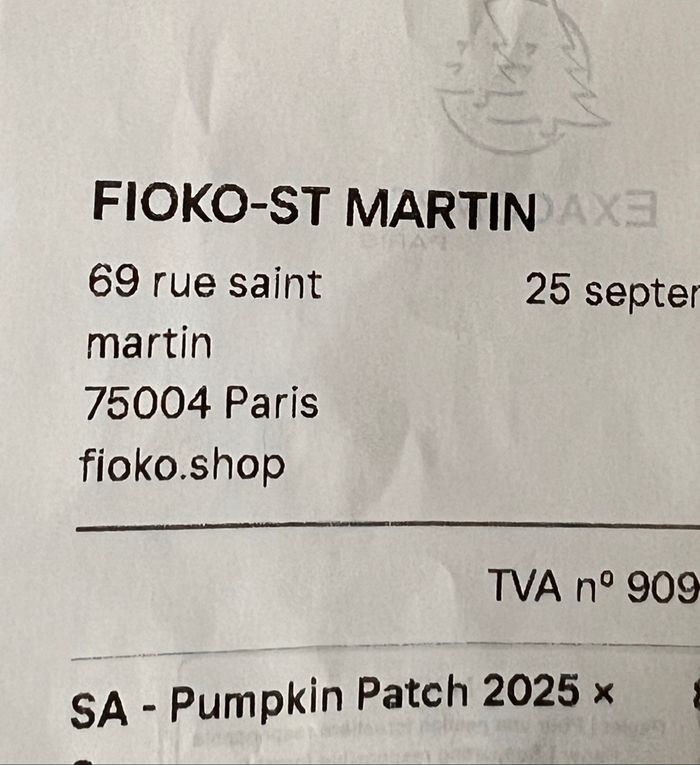 FIOKO-ST MARTIN
69 rue saint
martin
75004 Paris
fioko.shop
25
TVA nº 909
SA - Pumpkin Patch 2025 ×